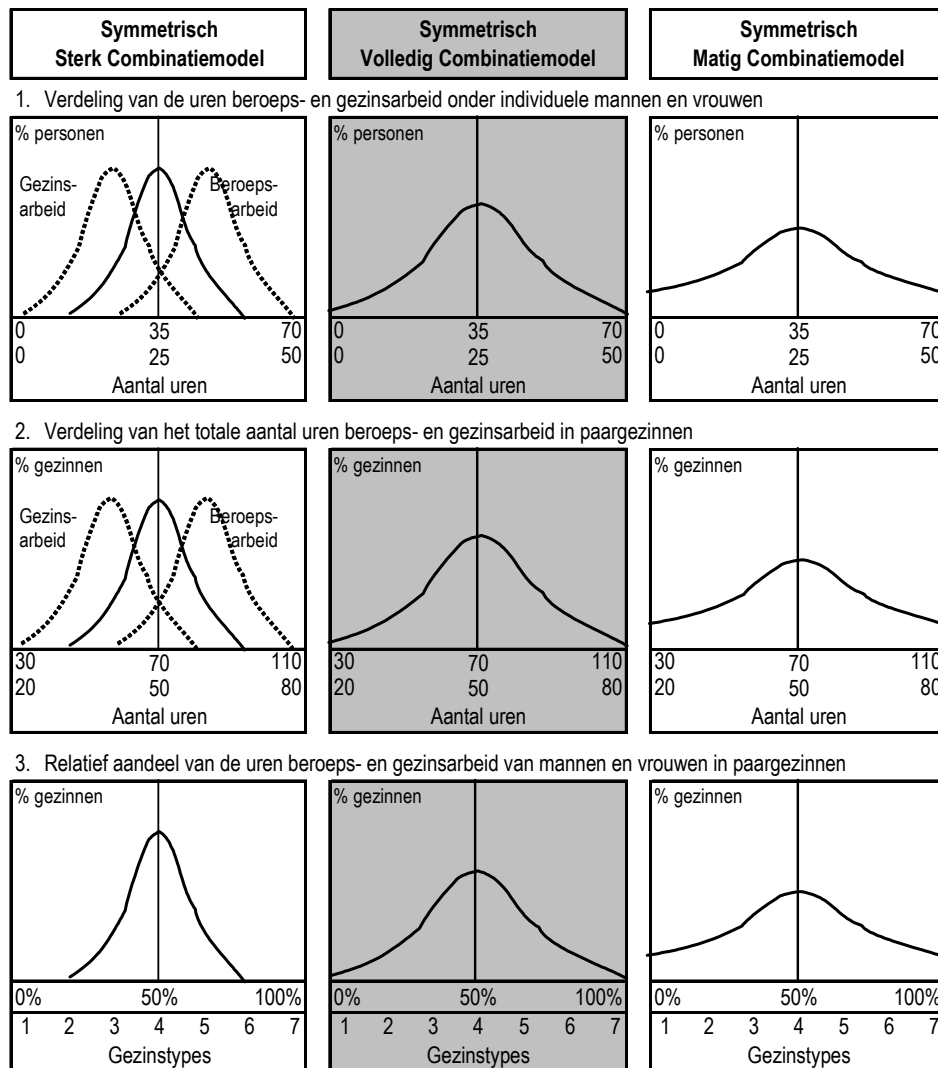 Symmetrisch
Sterk Combinatiemodel
Symmetrisch
Volledig Combinatiemodel
Symmetrisch
Matig Combinatiemodel
1. Verdeling van de uren beroeps- en gezinsarbeid onder individuele mannen en vrouwen
% personen
Gezins-
arbeid
Beroeps-
arbeid
0 35 70
0 25 50
Aantal uren
% personen
0 35 70
0 25 50
Aantal uren
% personen
0 35 70
0 25 50
Aantal uren
2. Verdeling van het totale aantal uren beroeps- en gezinsarbeid in paargezinnen
% gezinnen
Gezins-
arbeid
Beroeps-
arbeid
30 70 110
20 50 80
Aantal uren
% gezinnen
30 70 110
20 50 80
Aantal uren
% gezinnen
30 70 110
20 50 80
Aantal uren
3. Relatief aandeel van de uren beroeps- en gezinsarbeid van mannen en vrouwen in paargezinnen
% gezinnen
0% 50% 100%
1 2 3 4 5 6 7
Gezinstypes
% gezinnen
0% 50% 100%
1 2 3 4 5 6 7
Gezinstypes
% gezinnen
0% 50% 100%
1 2 3 4 5 6 7
Gezinstypes